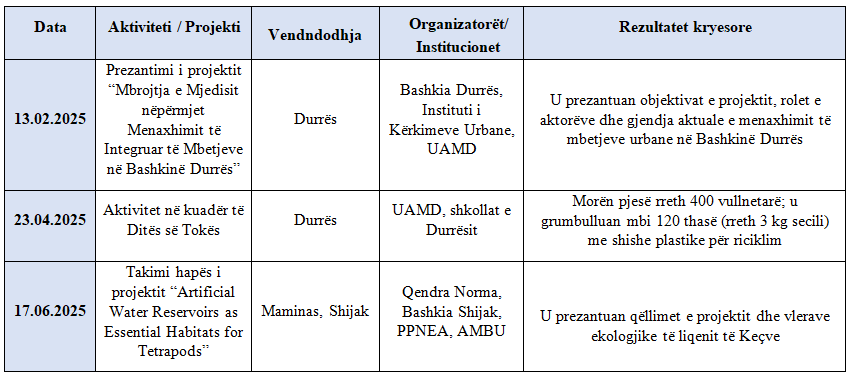 Data
Aktiviteti / Projekti
Vendndodhja
Organizatorët/
Institucionet
Rezultatet kryesore
13.02.2025
Prezantimi i projektit
“Mbrojtja e Mjedisit
nëpërmjet
Menaxhimit të
Integruar të Mbetjeve
në Bashkinë Durrës”
Durrës
Bashkia Durrës,
Instituti i
Kërkimeve Urbane,
UAMD
U prezantuan objektivat e projektit, rolet e
aktorëve dhe gjendja aktuale e menaxhimit të
mbetjeve urbane në Bashkinë Durrës
23.04.2025
Aktivitet në kuadër të
Ditës së Tokës
Durrës
UAMD, shkollat e
Durrësit
Morën pjesë rreth 400 vullnetarë; u
grumbulluan mbi 120 thasë (rreth 3 kg secili)
me shishe plastike për riciklim
17.06.2025
Takimi hapës i
projektit “Artificial
Water Reservoirs as
Essential Habitats for
Tetrapods”
Maminas, Shijak
Qendra Norma,
Bashkia Shijak,
PPNEA, AMBU
U prezantuan qëllimet e projektit dhe vlerave
ekologjike të liqenit të Keçve